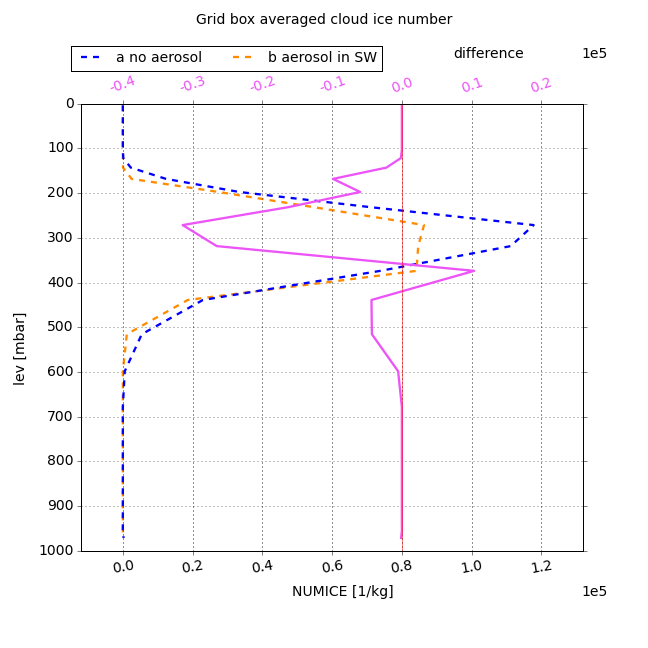 Grid box averaged cloud ice number
a no aerosol b aerosol in SW difference 1e5
-0.4 -0.3 -0.2 -0.1 0.0 0.1 0.2
0
100
200
300
400
500
600
700
800
900
1000
lev [mbar]
0.0 0.2 0.4 0.6 0.8 1.0 1.2
NUMICE [1/kg] 1e5